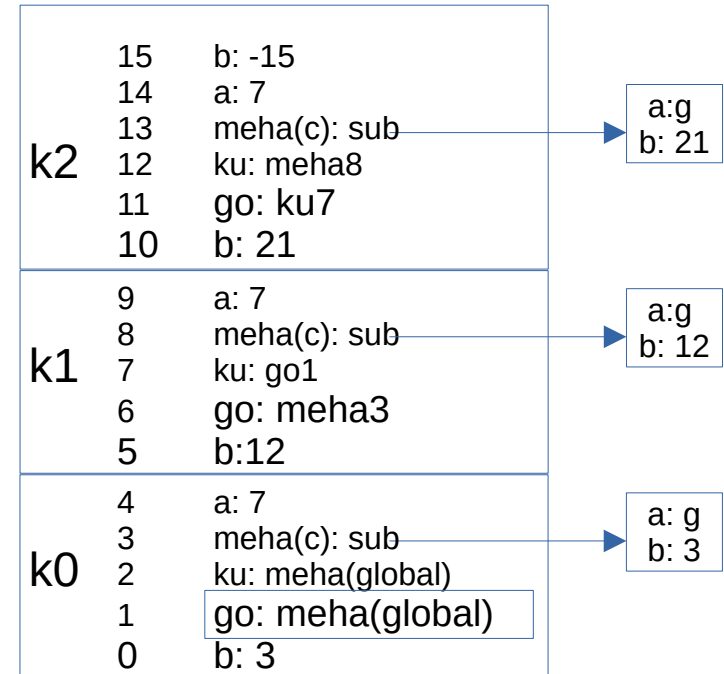 15 b: -15
14 a: 7
13 meha(c): sub
12 ku: meha8
11 go: ku7
10 b: 21
k2
a:g
b: 21
9 a: 7
8 meha(c): sub
7 ku: go1
6 go: meha3
5 b:12
k1
a:g
b: 12
4 a: 7
3 meha(c): sub
2 ku: meha(global)
1 go: meha(global)
0 b: 3
k0
a: g
b: 3